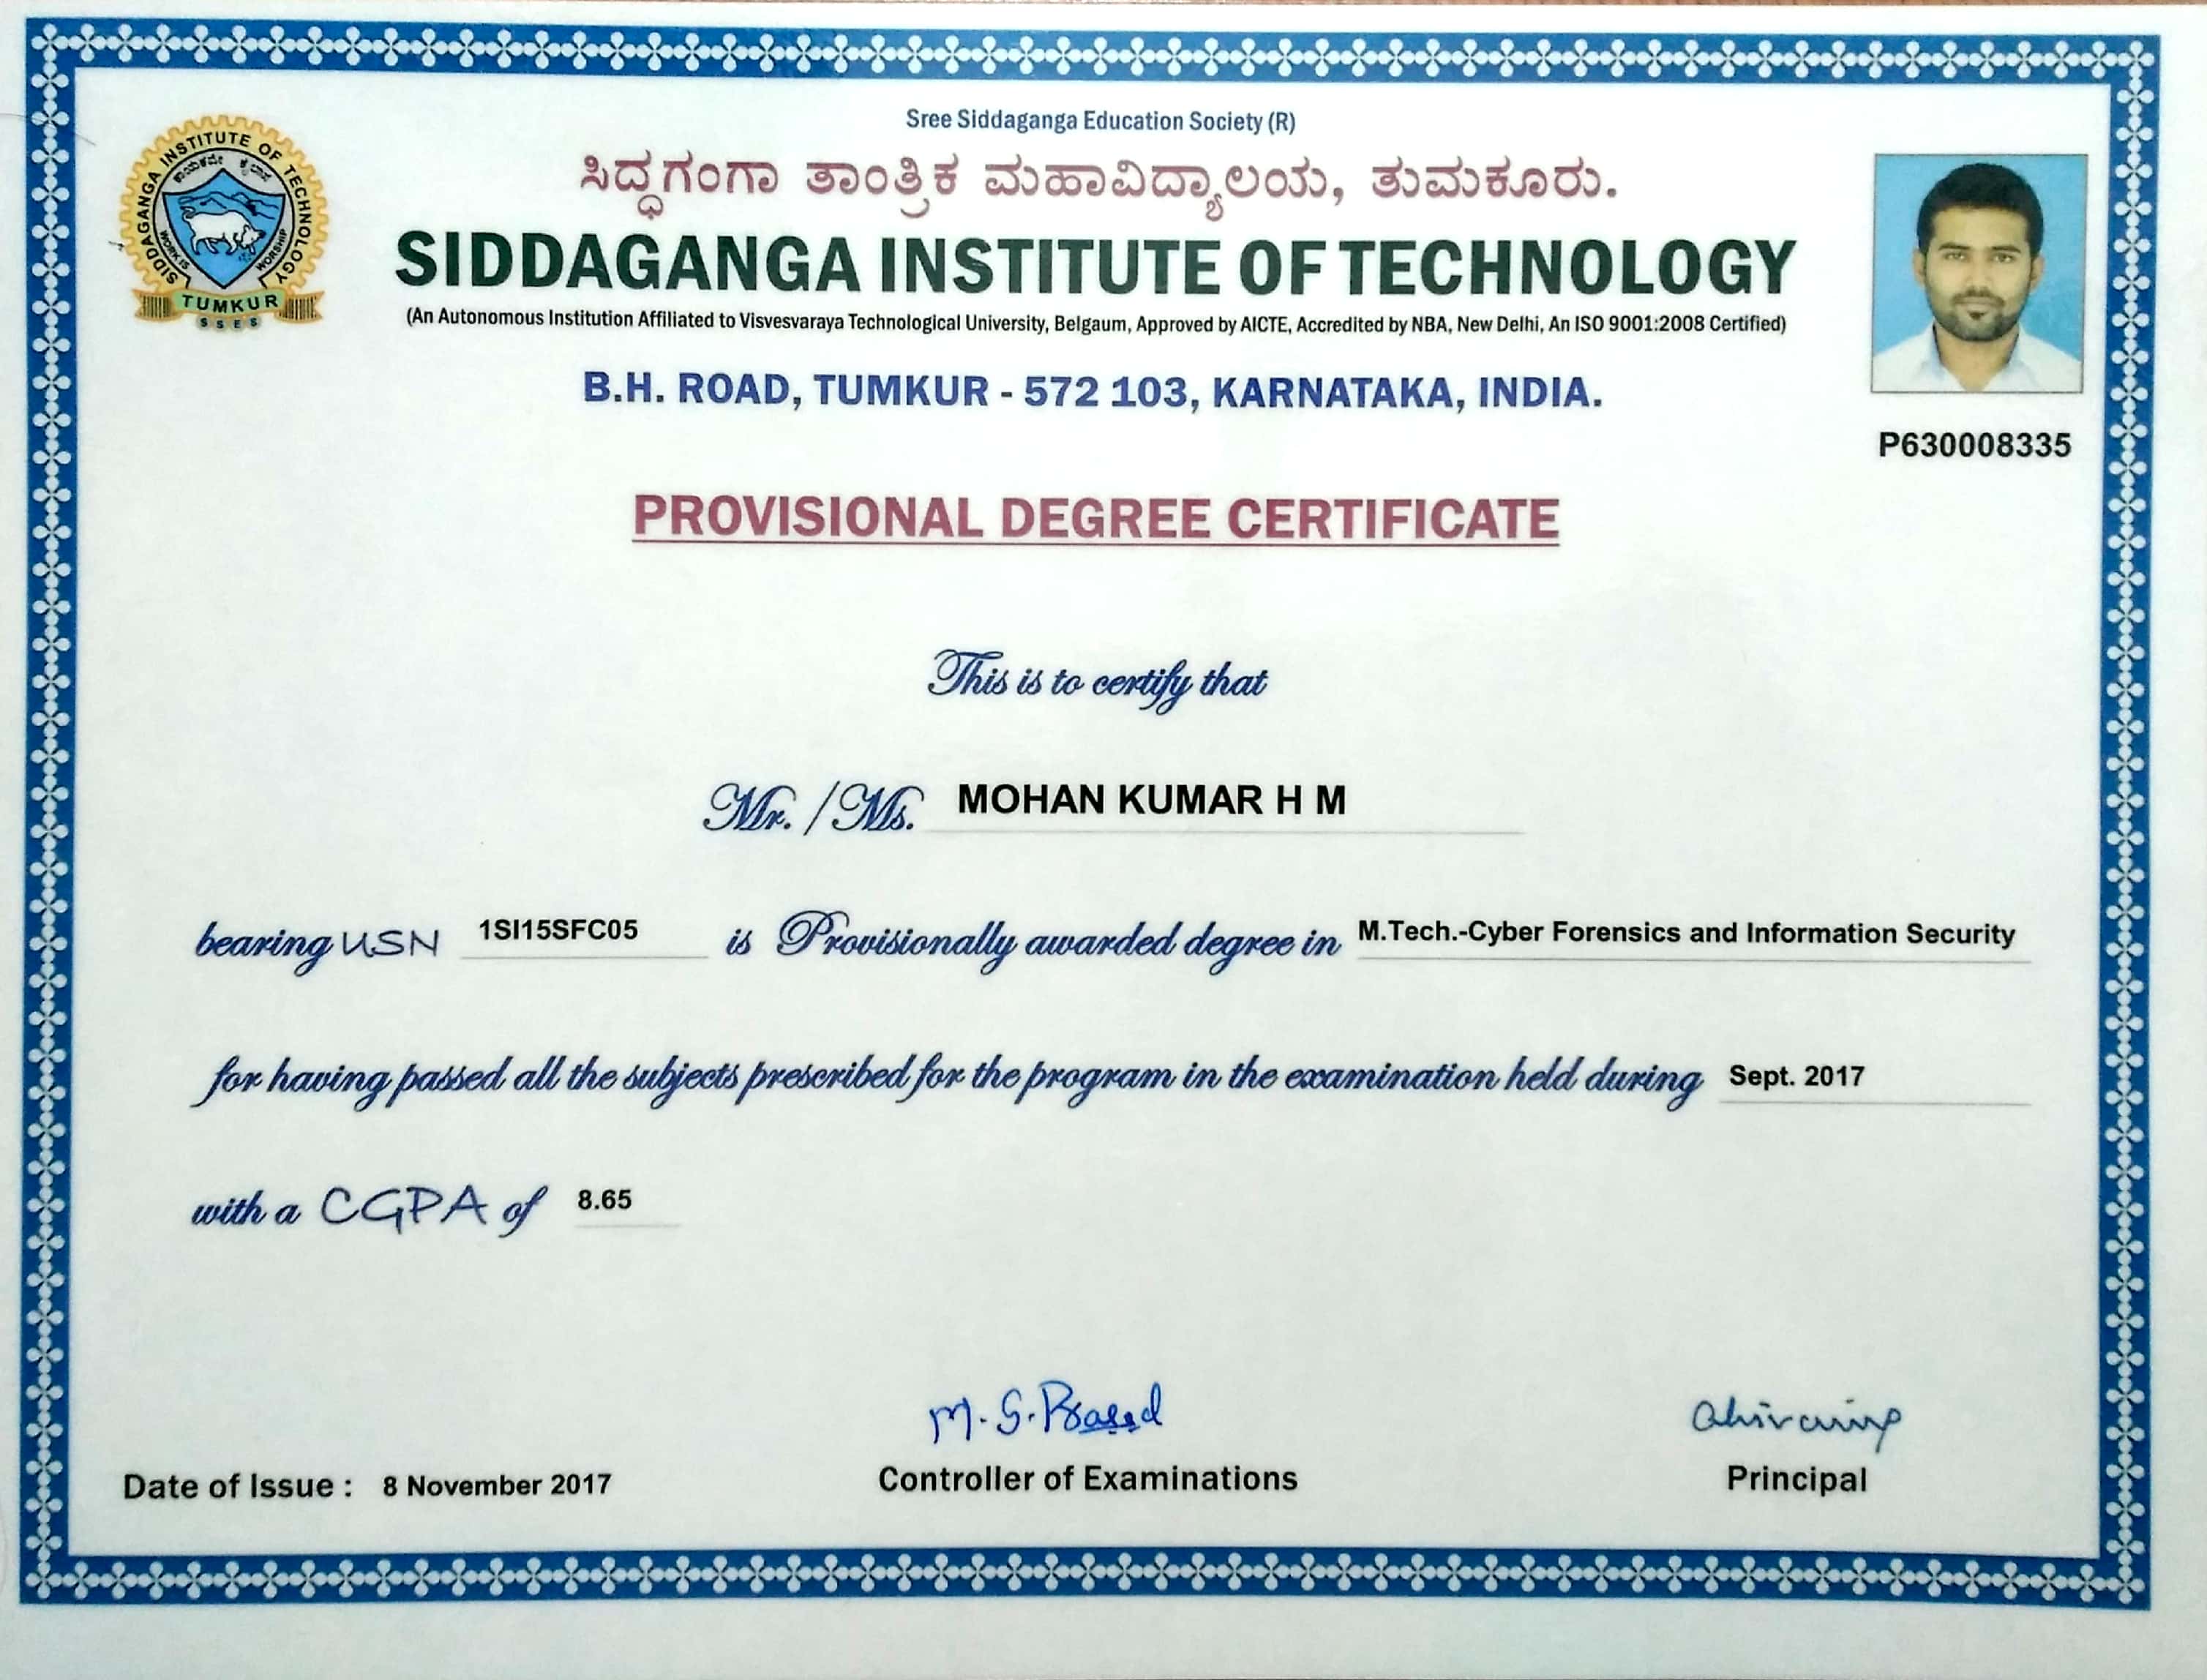 Sree Siddaganga Education Society (R)
ಸಿದ್ಧಗಂಗಾ ತಾಂತ್ರಿಕ ಮಹಾವಿದ್ಯಾಲಯ, ತುಮಕೂರು.
SIDDAGANGA INSTITUTE OF TECHNOLOGY
(An Autonomous Institution Affiliated to Visvesvaraya Technological University, Belgaum, Approved by AICTE, Accredited by NBA, New Delhi, An ISO 9001:2008 Certified)
B.H. ROAD, TUMKUR - 572 103, KARNATAKA, INDIA.
SIDDAGANGA INSTITUTE OF TECHNOLOGY
ಕಾಯಕವೇ ಕೈಲಾಸ
WORK IS WORSHIP
TUMKUR
SSES
P630008335
PROVISIONAL DEGREE CERTIFICATE
This is to certify that
Mr. /Ms. MOHAN KUMAR H M
bearing USN 1SI15SFC05 is Provisionally awarded degree in M.Tech.-Cyber Forensics and Information Security
for having passed all the subjects prescribed for the program in the examination held during Sept. 2017
with a CGPA of 8.65
M.S.Prasad
Date of Issue : 8 November 2017 Controller of Examinations Principal